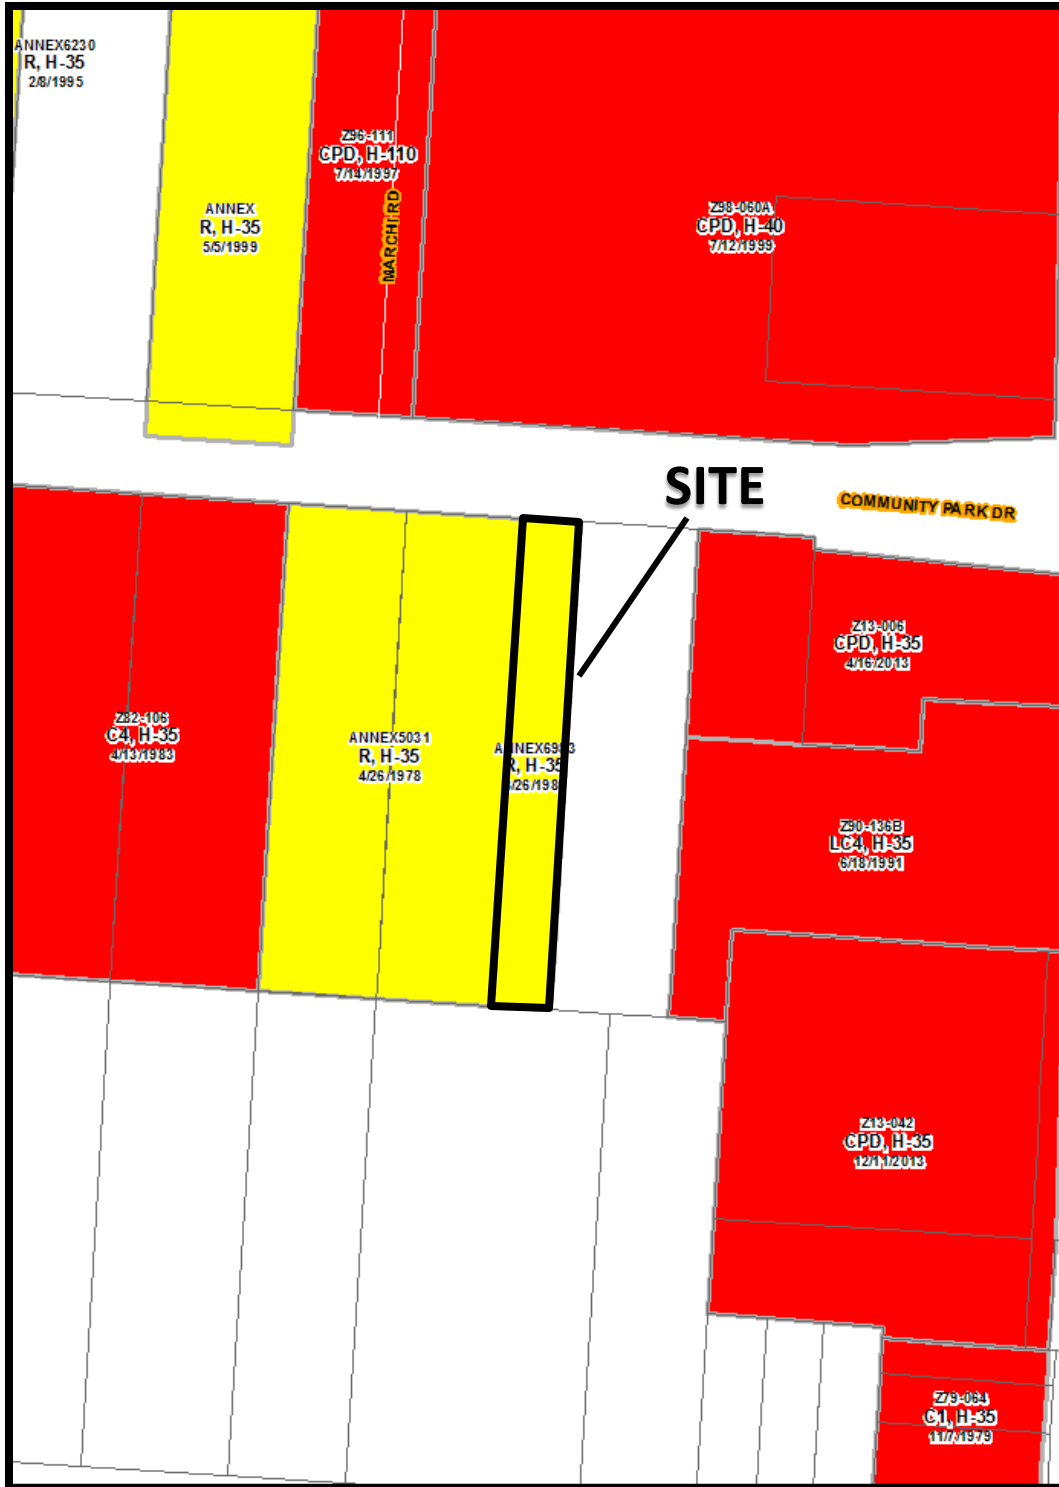 ANNEX6230
R, H-35
2/8/1995
Z96-111
CPD, H-110
7/14/1997
MARCHI RD
ANNEX
R, H-35
5/5/1999
Z98-060A
CPD, H-40
7/12/1999
SITE
COMMUNITY PARK DR
Z13-006
CPD, H-35
4/16/2013
Z82-106
C4, H-35
4/13/1983
ANNEX5031
R, H-35
4/26/1978
R, H-35
Z90-136B
LC4, H-35
6/18/1991
Z13-042
CPD, H-35
12/11/2013
Z79-064
C1, H-35
11/7/1979